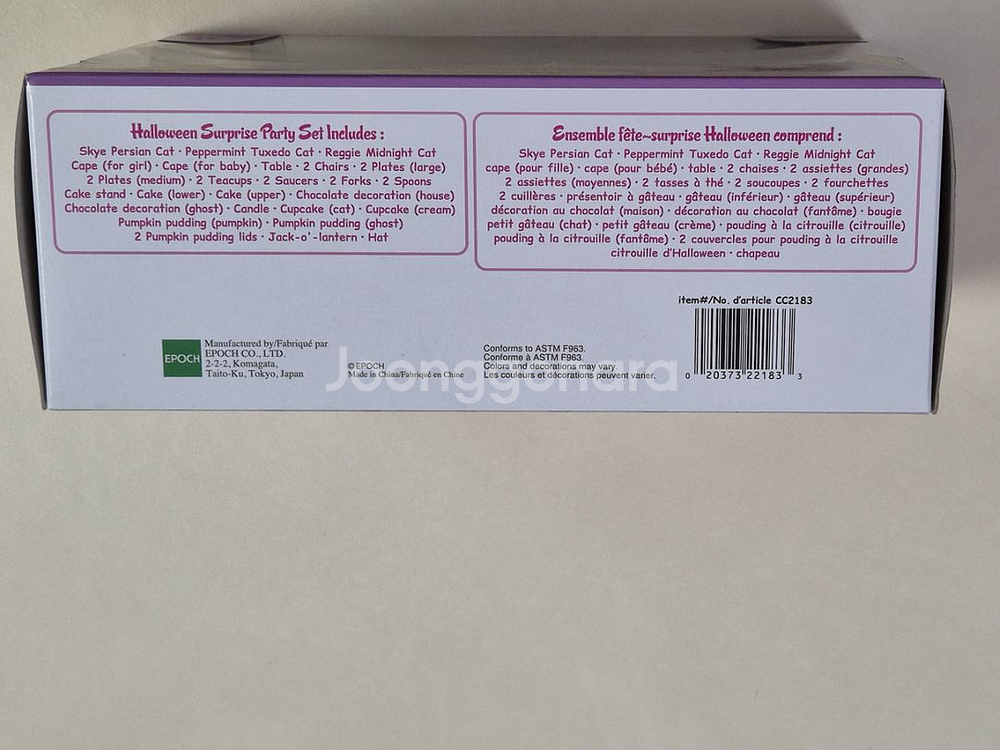 Halloween Surprise Party Set Includes :
Skye Persian Cat · Peppermint Tuxedo Cat · Reggie Midnight Cat
Cape (for girl) · Cape (for baby) · Table · 2 Chairs · 2 Plates (large)
2 Plates (medium) · 2 Teacups · 2 Saucers · 2 Forks · 2 Spoons
Cake stand · Cake (lower) · Cake (upper) · Chocolate decoration (house)
Chocolate decoration (ghost) · Candle · Cupcake (cat) · Cupcake (cream)
Pumpkin pudding (pumpkin) · Pumpkin pudding (ghost)
2 Pumpkin pudding lids · Jack-o'-lantern · Hat
Ensemble fête-surprise Halloween comprend :
Skye Persian Cat · Peppermint Tuxedo Cat · Reggie Midnight Cat
cape (pour fille) · cape (pour bébé) · table · 2 chaises · 2 assiettes (grandes)
2 assiettes (moyennes) · 2 tasses à thé · 2 soucoupes · 2 fourchettes
2 cuillères · présentoir à gâteau · gâteau (inférieur) · gâteau (supérieur)
décoration au chocolat (maison) · décoration au chocolat (fantôme) · bougie
petit gâteau (chat) · petit gâteau (crème) · pouding à la citrouille (citrouille)
pouding à la citrouille (fantôme) · 2 couvercles pour pouding à la citrouille
citrouille d'Halloween · chapeau
item#/No. d'article CC2183
0 20373 22183 3
EPOCH
Manufactured by/Fabriqué par
EPOCH CO., LTD.
2-2-2, Komagata,
Taito-Ku, Tokyo, Japan
©EPOCH
Made in China/Fabriqué en Chine
Conforms to ASTM F963.
Conforme à ASTM F963.
Colors and decorations may vary.
Les couleurs et décorations peuvent varier.
Joonggonara